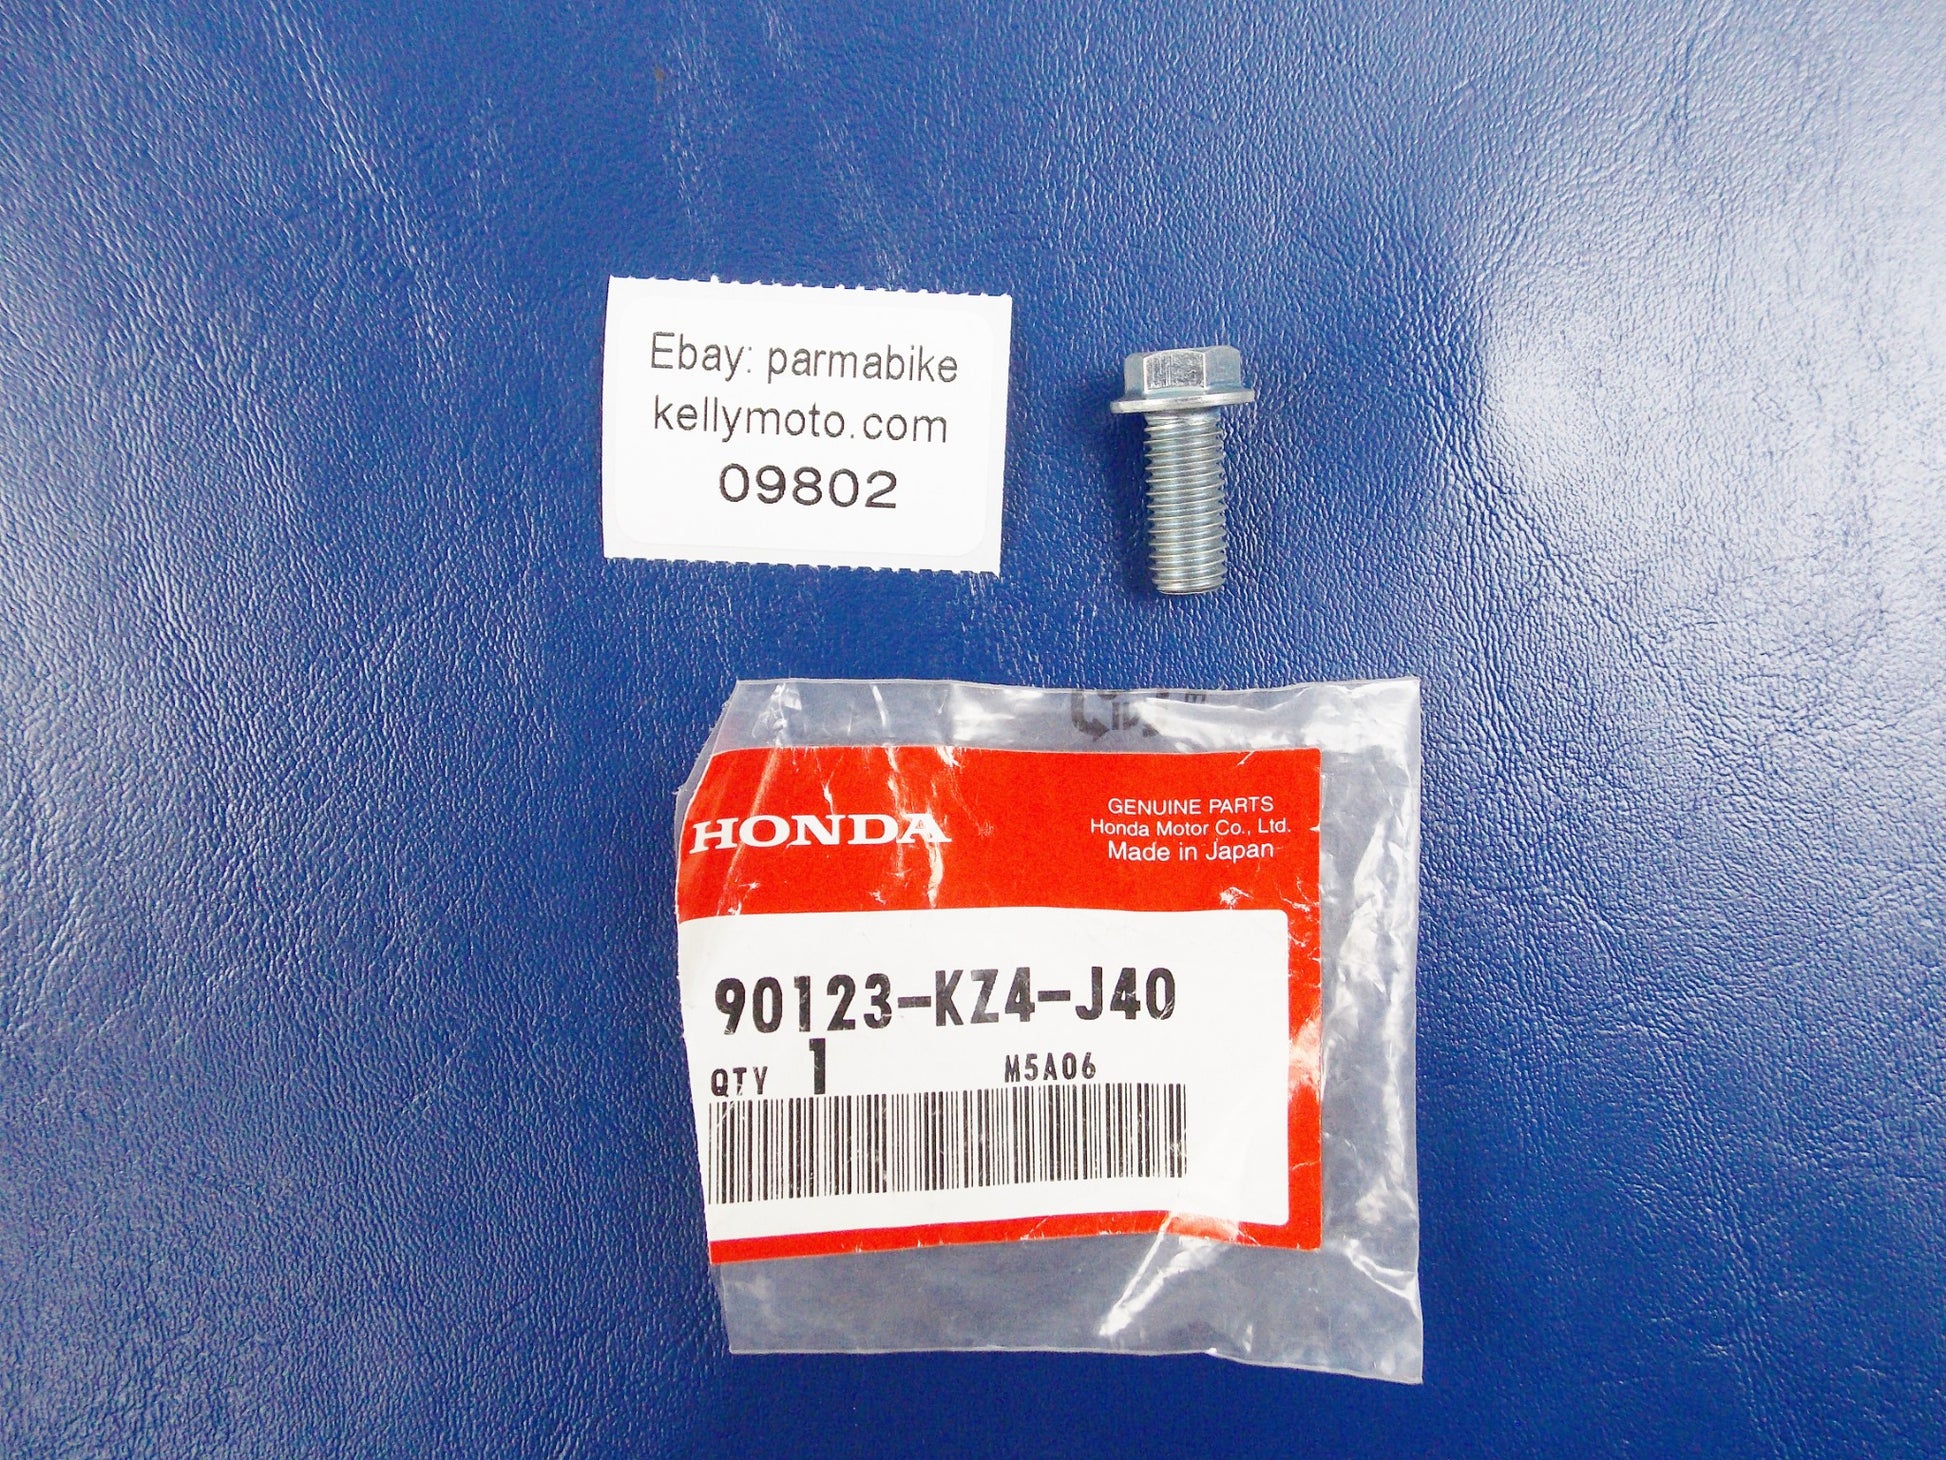 Ebay: parmabike
kellymoto.com
09802
HONDA
GENUINE PARTS
Honda Motor Co., Ltd.
Made in Japan
90123-KZ4-J40
QTY 1 M5A06